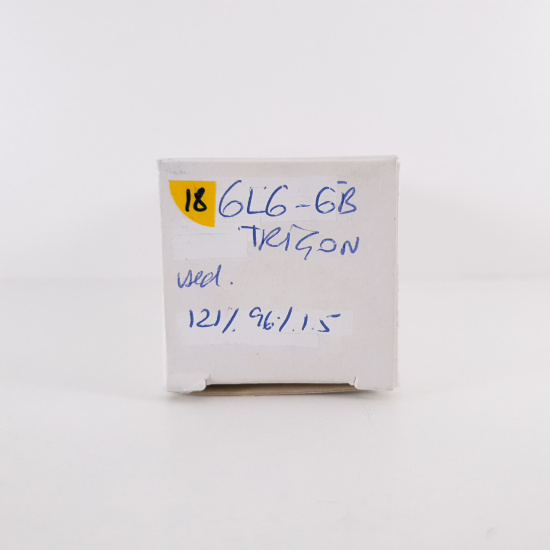 18 6L6-GB
TRIGON
used.
121% 96% 1.5